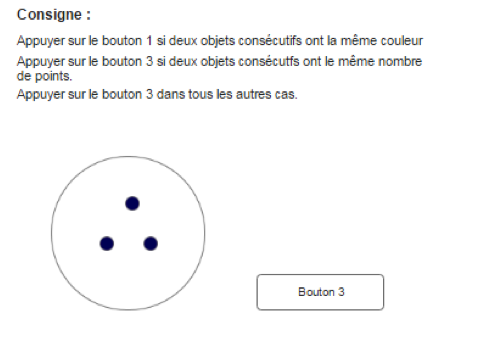 Consigne :
Appuyer sur le bouton 1 si deux objets consécutifs ont la même couleur
Appuyer sur le bouton 3 si deux objets consécutfs ont le même nombre
de points.
Appuyer sur le bouton 3 dans tous les autres cas.
Bouton 3